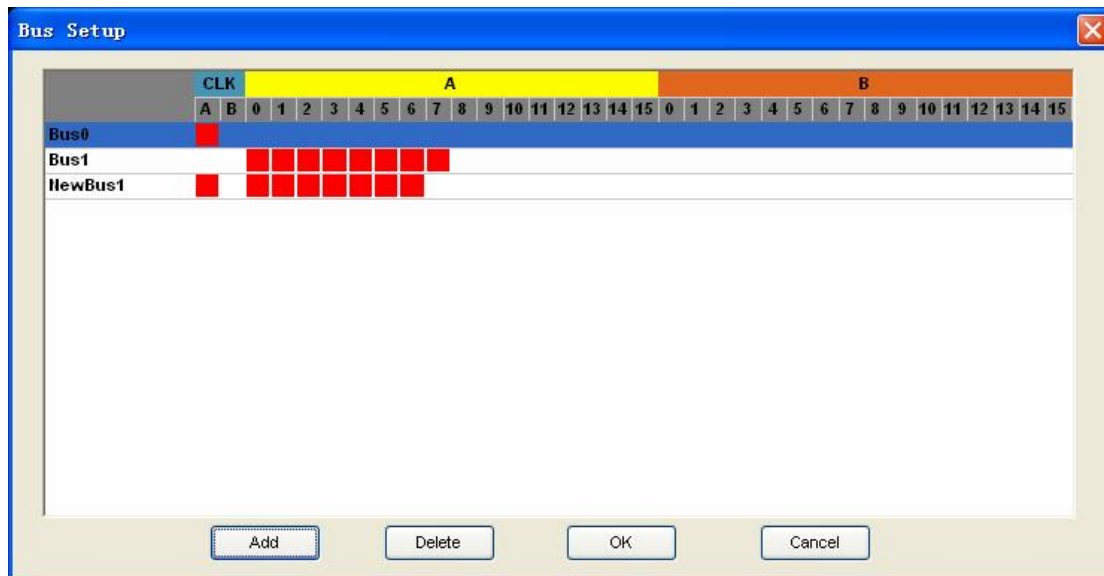 Bus Setup
CLK A B
A B 0 1 2 3 4 5 6 7 8 9 10 11 12 13 14 15 0 1 2 3 4 5 6 7 8 9 10 11 12 13 14 15
Bus0
Bus1
NewBus1
Add Delete OK Cancel